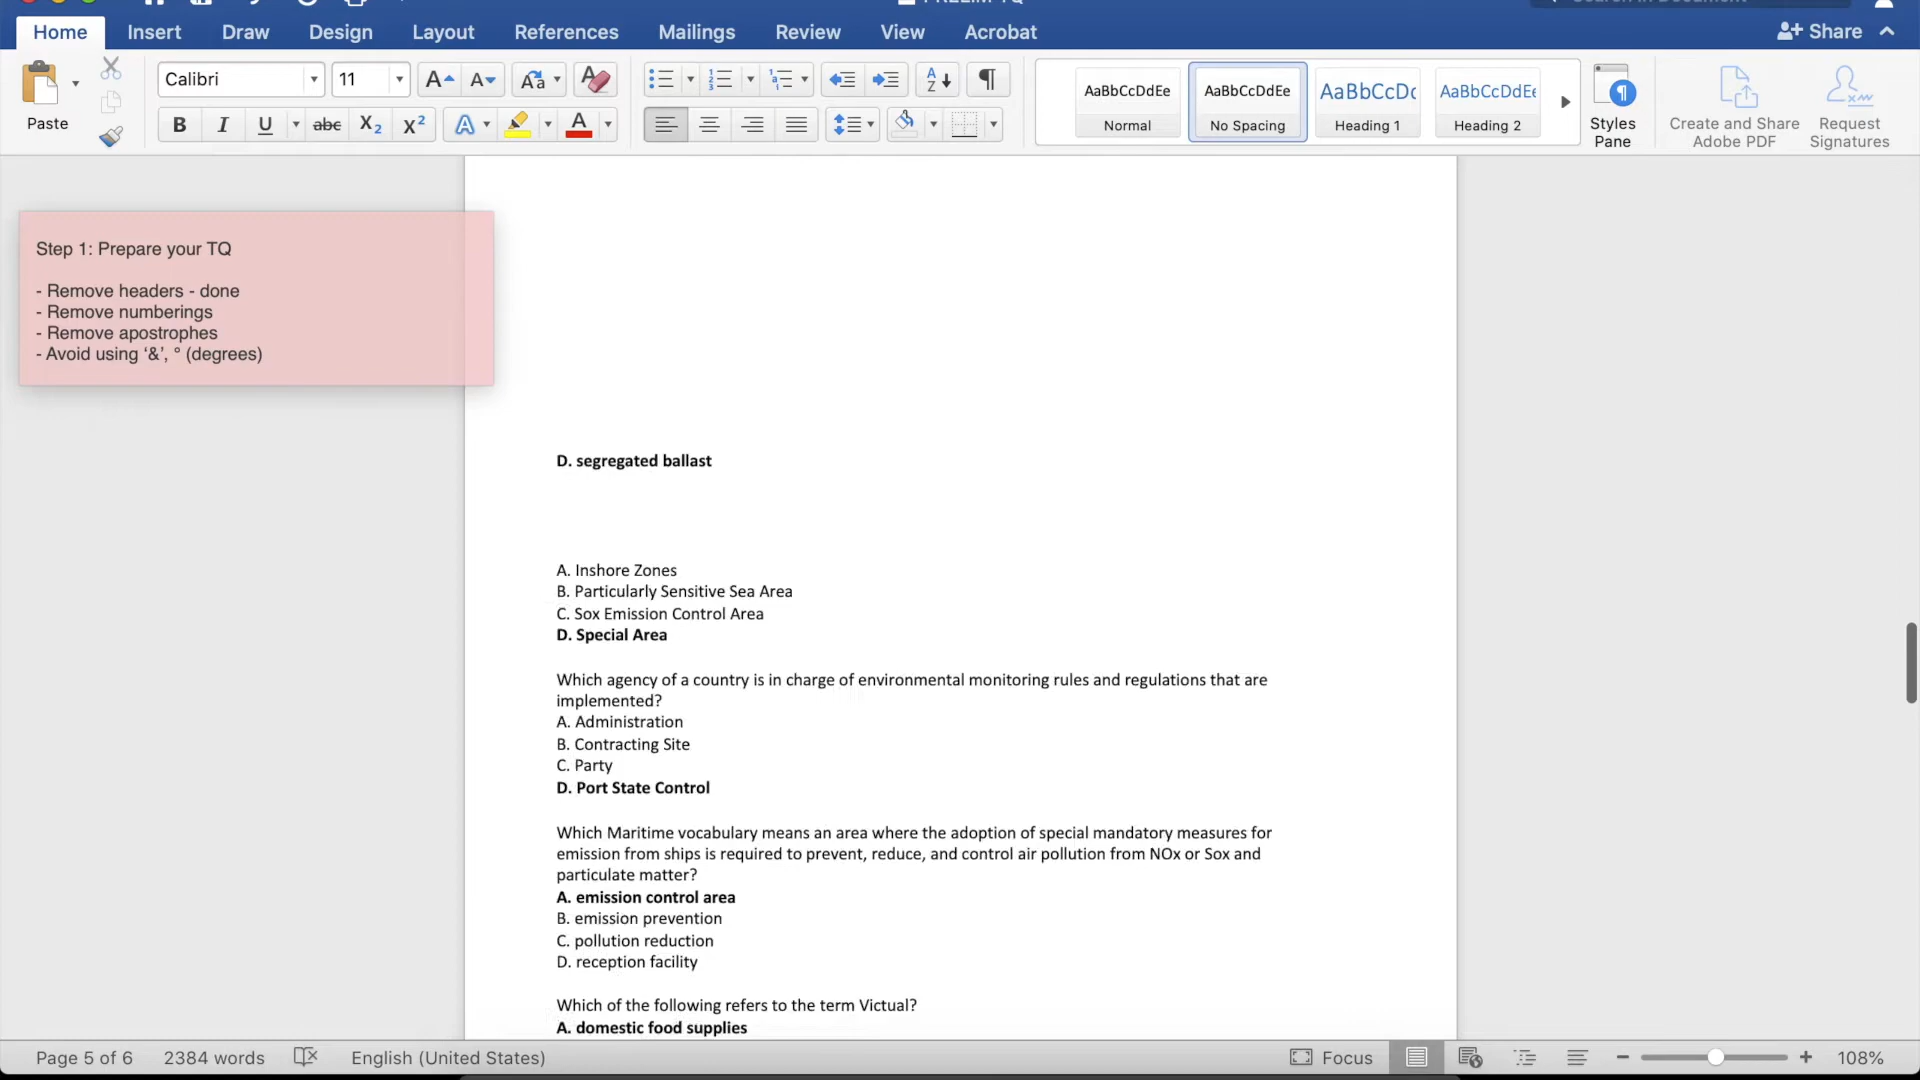 Home Insert Draw Design Layout References Mailings Review View Acrobat Share
Calibri 11
Paste
AaBbCcDdEe AaBbCcDdEe AaBbCcDc AaBbCcDdEe
Normal No Spacing Heading 1 Heading 2
Styles Pane
Create and Share Adobe PDF
Request Signatures
Step 1: Prepare your TQ
- Remove headers - done
- Remove numberings
- Remove apostrophes
- Avoid using ‘&’, ° (degrees)
D. segregated ballast
A. Inshore Zones
B. Particularly Sensitive Sea Area
C. Sox Emission Control Area
D. Special Area
Which agency of a country is in charge of environmental monitoring rules and regulations that are
implemented?
A. Administration
B. Contracting Site
C. Party
D. Port State Control
Which Maritime vocabulary means an area where the adoption of special mandatory measures for
emission from ships is required to prevent, reduce, and control air pollution from NOx or Sox and
particulate matter?
A. emission control area
B. emission prevention
C. pollution reduction
D. reception facility
Which of the following refers to the term Victual?
A. domestic food supplies
Page 5 of 6 2384 words English (United States) Focus 108%